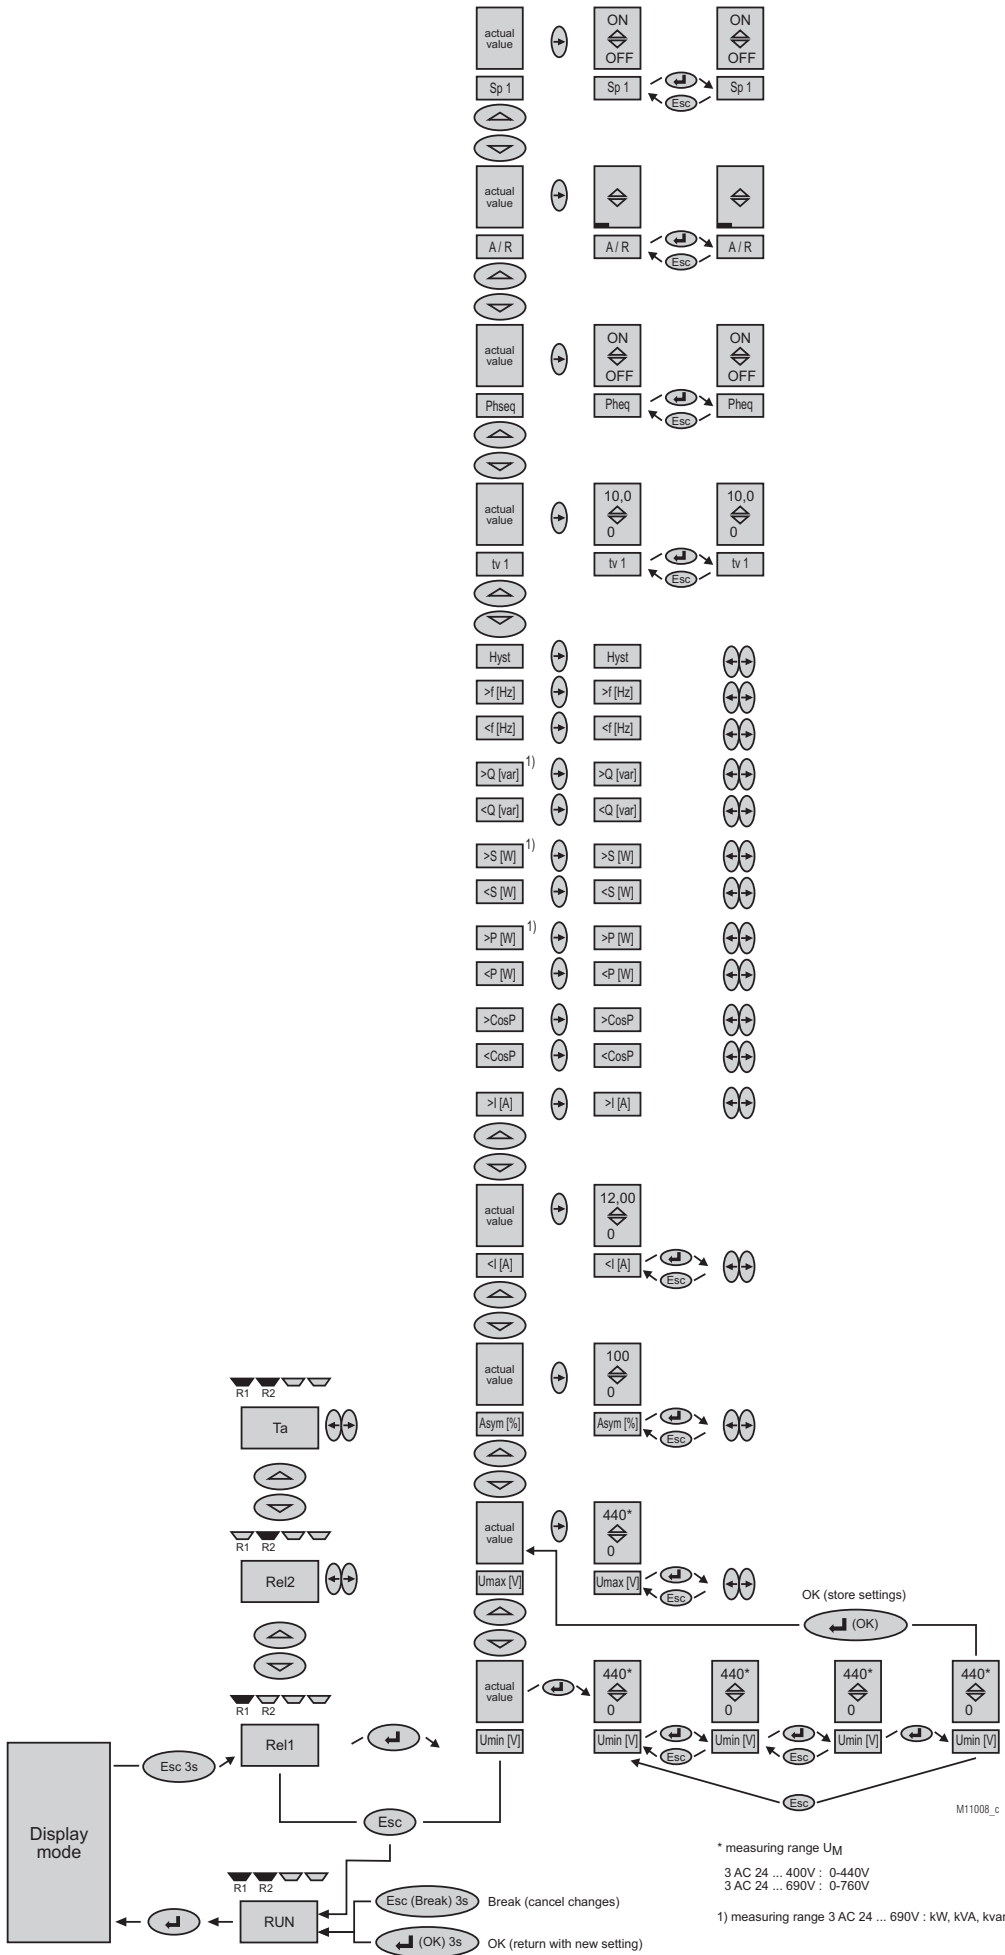 actual
value
ON
OFF
ON
OFF
Sp 1
Sp 1
Esc
Sp 1
actual
value
A / R
A / R
Esc
A / R
actual
value
ON
OFF
ON
OFF
Phseq
Pheq
Esc
Pheq
actual
value
10,0
0
10,0
0
tv 1
tv 1
Esc
tv 1
Hyst
Hyst
>f [Hz]
>f [Hz]
<f [Hz]
<f [Hz]
>Q [var] 1)
>Q [var]
<Q [var]
<Q [var]
>S [W] 1)
>S [W]
<S [W]
<S [W]
>P [W] 1)
>P [W]
<P [W]
<P [W]
>CosP
>CosP
<CosP
<CosP
>I [A]
>I [A]
actual
value
12,00
0
<I [A]
<I [A]
Esc
actual
value
100
0
Asym [%]
Asym [%]
Esc
R1 R2
Ta
actual
value
440*
0
Umax [V]
Umax [V]
Esc
R1 R2
Rel2
OK (store settings)
(OK)
actual
value
440*
0
440*
0
440*
0
440*
0
Umin [V]
Umin [V]
Esc
Umin [V]
Esc
Umin [V]
Umin [V]
Esc
R1 R2
Rel1
Esc 3s
Esc
Display
mode
R1 R2
RUN
Esc (Break) 3s
Break (cancel changes)
(OK) 3s
OK (return with new setting)
M11008_c
* measuring range UM
3 AC 24 ... 400V : 0-440V
3 AC 24 ... 690V : 0-760V
1) measuring range 3 AC 24 ... 690V : kW, kVA, kvar